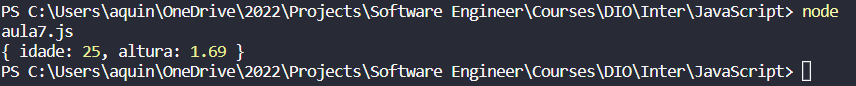 PS C:\Users\aquin\OneDrive\2022\Projects\Software Engineer\Courses\DIO\Inter\JavaScript> node
aula7.js
{ idade: 25, altura: 1.69 }
PS C:\Users\aquin\OneDrive\2022\Projects\Software Engineer\Courses\DIO\Inter\JavaScript>